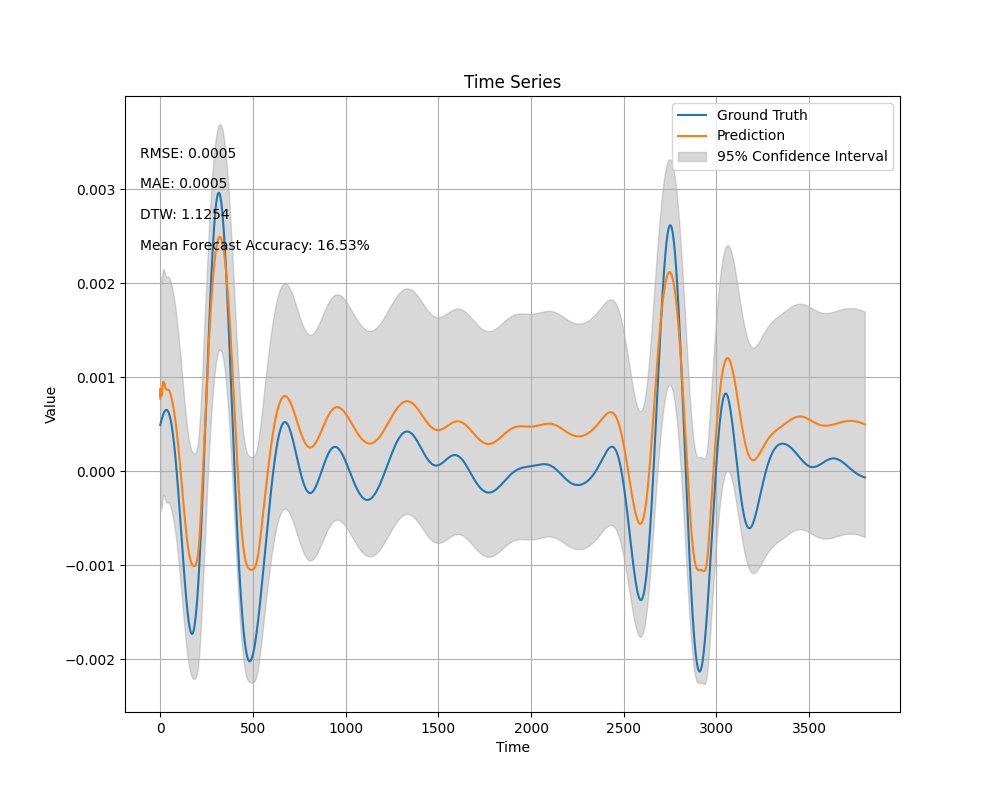 Time Series
Ground Truth
Prediction
95% Confidence Interval
RMSE: 0.0005
MAE: 0.0005
DTW: 1.1254
Mean Forecast Accuracy: 16.53%
Value
0.003
0.002
0.001
0.000
−0.001
−0.002
0 500 1000 1500 2000 2500 3000 3500
Time